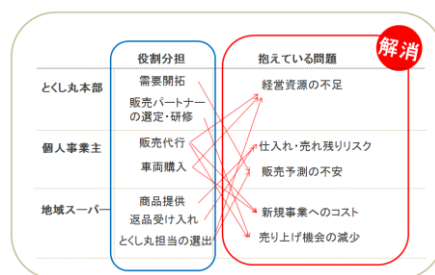 役割分担
抱えている問題
解消
とくし丸本部
需要開拓
販売パートナー
の選定・研修
経営資源の不足
個人事業主
販売代行
車両購入
仕入れ・売れ残りリスク
販売予測の不安
地域スーパー
商品提供
返品受け入れ
とくし丸担当の選出
新規事業へのコスト
売り上げ機会の減少